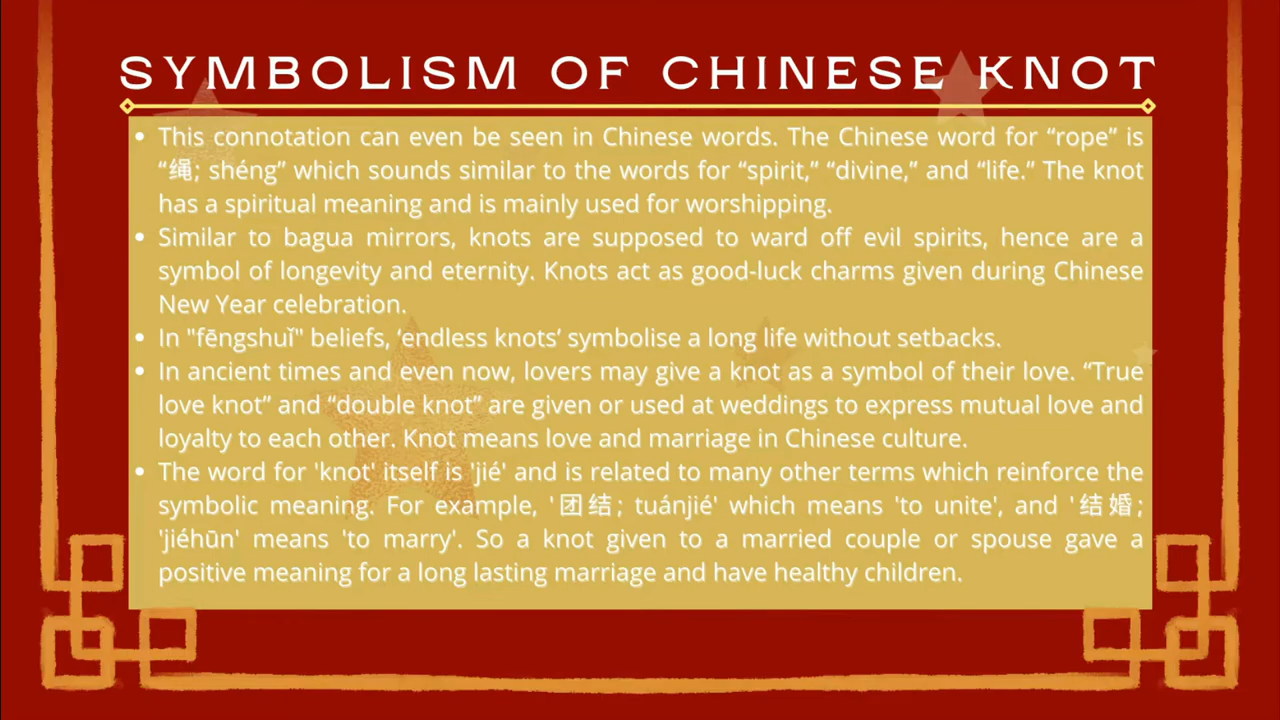 SYMBOLISM OF CHINESE KNOT
• This connotation can even be seen in Chinese words. The Chinese word for “rope” is
“绳; shéng” which sounds similar to the words for “spirit,” “divine,” and “life.” The knot
has a spiritual meaning and is mainly used for worshipping.
• Similar to bagua mirrors, knots are supposed to ward off evil spirits, hence are a
symbol of longevity and eternity. Knots act as good-luck charms given during Chinese
New Year celebration.
• In "fēngshuǐ" beliefs, ‘endless knots’ symbolise a long life without setbacks.
• In ancient times and even now, lovers may give a knot as a symbol of their love. “True
love knot” and “double knot” are given or used at weddings to express mutual love and
loyalty to each other. Knot means love and marriage in Chinese culture.
• The word for 'knot' itself is 'jié' and is related to many other terms which reinforce the
symbolic meaning. For example, '团结; tuánjié' which means 'to unite', and '结婚;
'jiéhūn' means 'to marry'. So a knot given to a married couple or spouse gave a
positive meaning for a long lasting marriage and have healthy children.